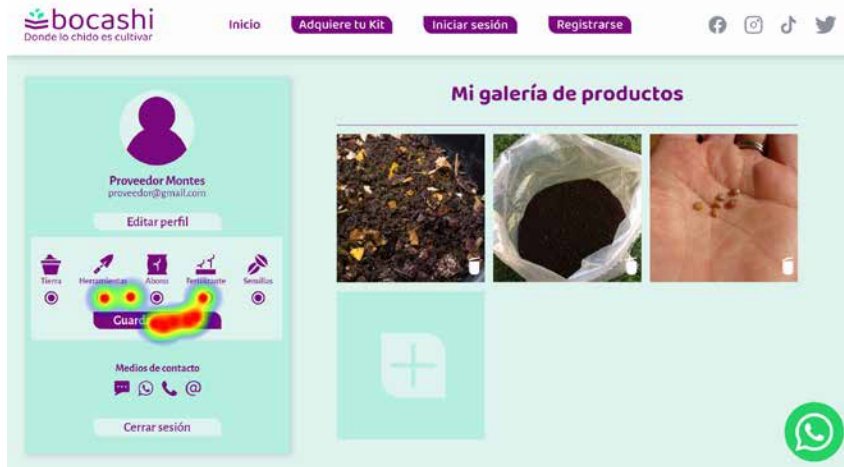 bocashi
Donde lo chido es cultivar
Inicio
Adquiere tu Kit
Iniciar sesión
Registrarse
Mi galería de productos
Proveedor Montes
proveedor@gmail.com
Editar perfil
Tierra Herramientas Abonos Fertilizante Semillas
Medios de contacto
Cerrar sesión